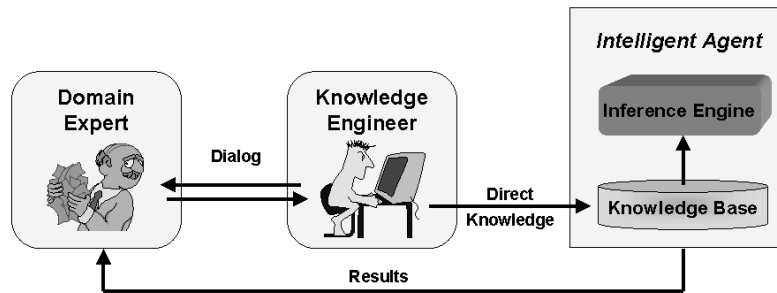 Intelligent Agent
Domain
Expert
Knowledge
Engineer
Inference Engine
Dialog
Direct
Knowledge
Knowledge Base
Results